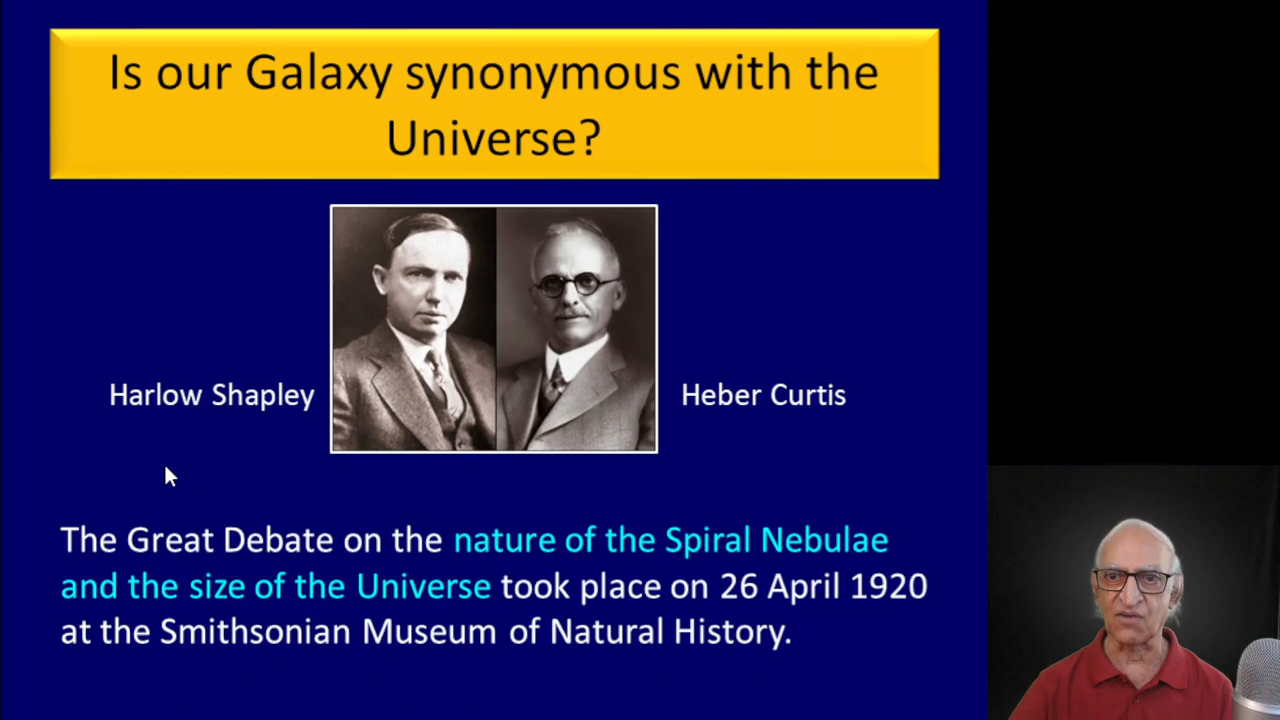 Is our Galaxy synonymous with the
Universe?
Harlow Shapley
Heber Curtis
The Great Debate on the nature of the Spiral Nebulae
and the size of the Universe took place on 26 April 1920
at the Smithsonian Museum of Natural History.